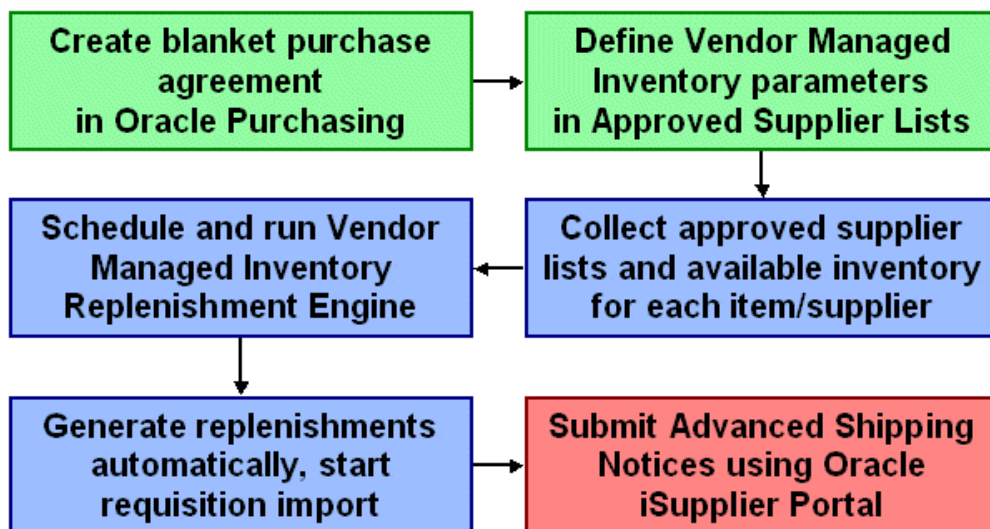 Create blanket purchase
agreement
in Oracle Purchasing
Define Vendor Managed
Inventory parameters
in Approved Supplier Lists
Collect approved supplier
lists and available inventory
for each item/supplier
Schedule and run Vendor
Managed Inventory
Replenishment Engine
Generate replenishments
automatically, start
requisition import
Submit Advanced Shipping
Notices using Oracle
iSupplier Portal